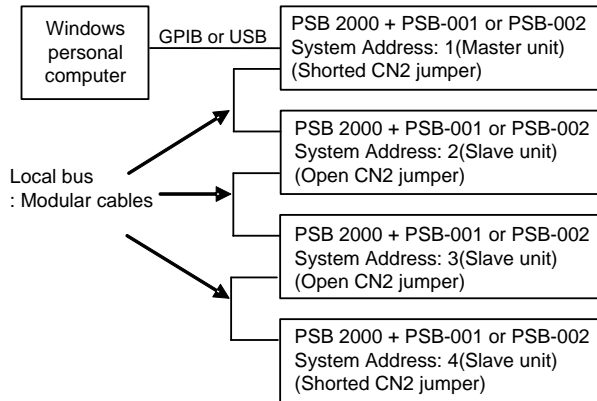 Windows
personal
computer
GPIB or USB
PSB 2000 + PSB-001 or PSB-002
System Address: 1(Master unit)
(Shorted CN2 jumper)
PSB 2000 + PSB-001 or PSB-002
System Address: 2(Slave unit)
(Open CN2 jumper)
Local bus
: Modular cables
PSB 2000 + PSB-001 or PSB-002
System Address: 3(Slave unit)
(Open CN2 jumper)
PSB 2000 + PSB-001 or PSB-002
System Address: 4(Slave unit)
(Shorted CN2 jumper)